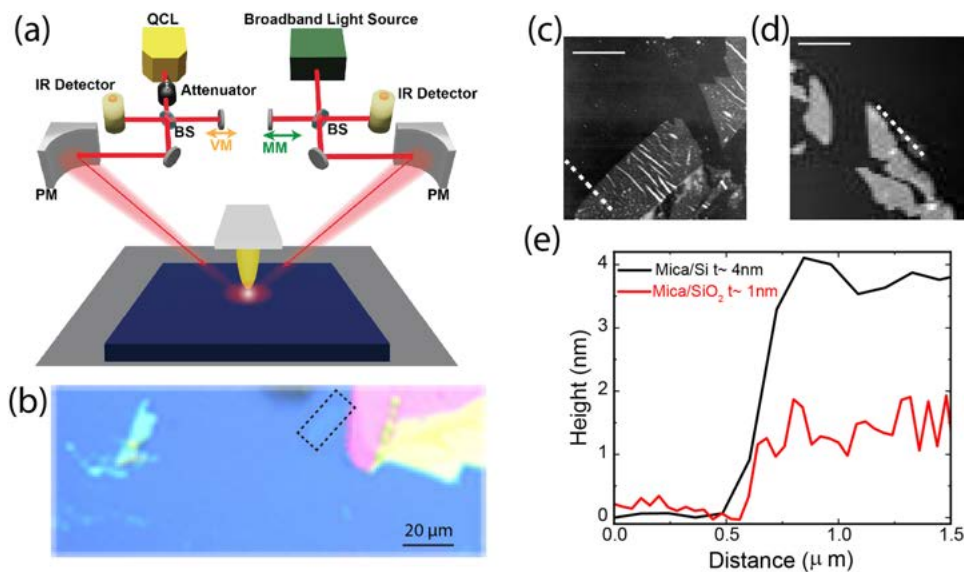 (a)
QCL
Broadband Light Source
IR Detector
Attenuator
IR Detector
BS
VM
MM
BS
PM
PM
(b)
20 μm
(c)
(d)
(e)
Mica/Si t~ 4nm
Mica/SiO₂ t~ 1nm
Height (nm)
4
3
2
1
0
0.0
0.5
1.0
1.5
Distance (μ m)